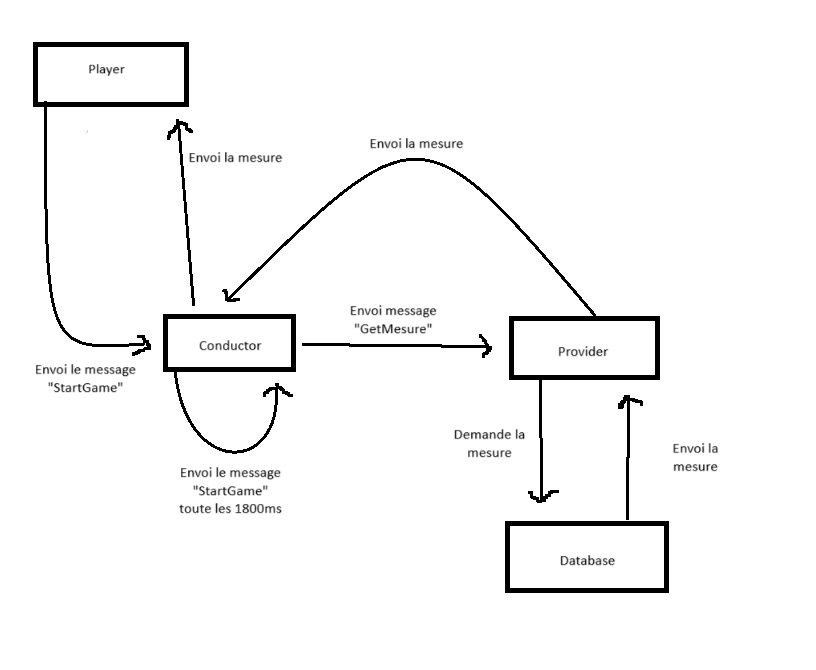 Player
Envoi la mesure
Envoi la mesure
Envoi message
"GetMesure"
Conductor
Provider
Envoi le message
"StartGame"
Demande la
mesure
Envoi la
mesure
Envoi le message
"StartGame"
toute les 1800ms
Database